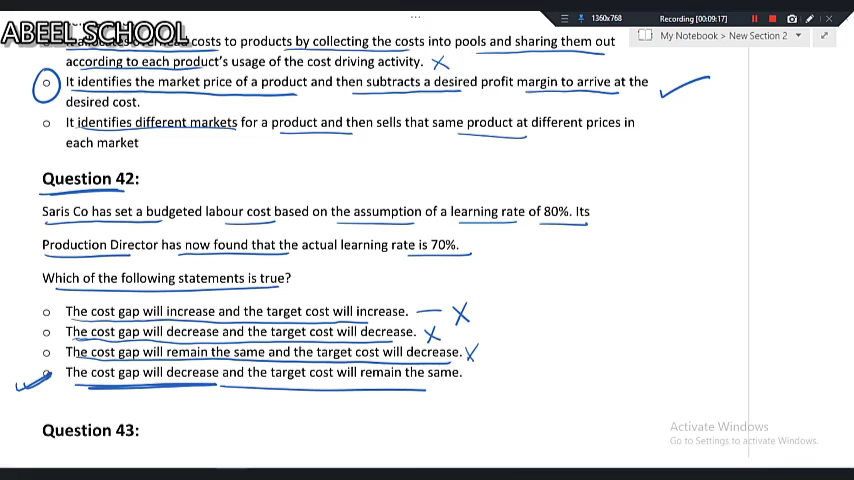 1360x768
Recording [00:09:17]
My Notebook > New Section 2
ABEEL SCHOOL
costs to products by collecting the costs into pools and sharing them out
according to each product's usage of the cost driving activity.
It identifies the market price of a product and then subtracts a desired profit margin to arrive at the
desired cost.
It identifies different markets for a product and then sells that same product at different prices in
each market
Question 42:
Saris Co has set a budgeted labour cost based on the assumption of a learning rate of 80%. Its
Production Director has now found that the actual learning rate is 70%.
Which of the following statements is true?
The cost gap will increase and the target cost will increase.
The cost gap will decrease and the target cost will decrease.
The cost gap will remain the same and the target cost will decrease.
The cost gap will decrease and the target cost will remain the same.
Question 43:
Activate Windows
Go to Settings to activate Windows.